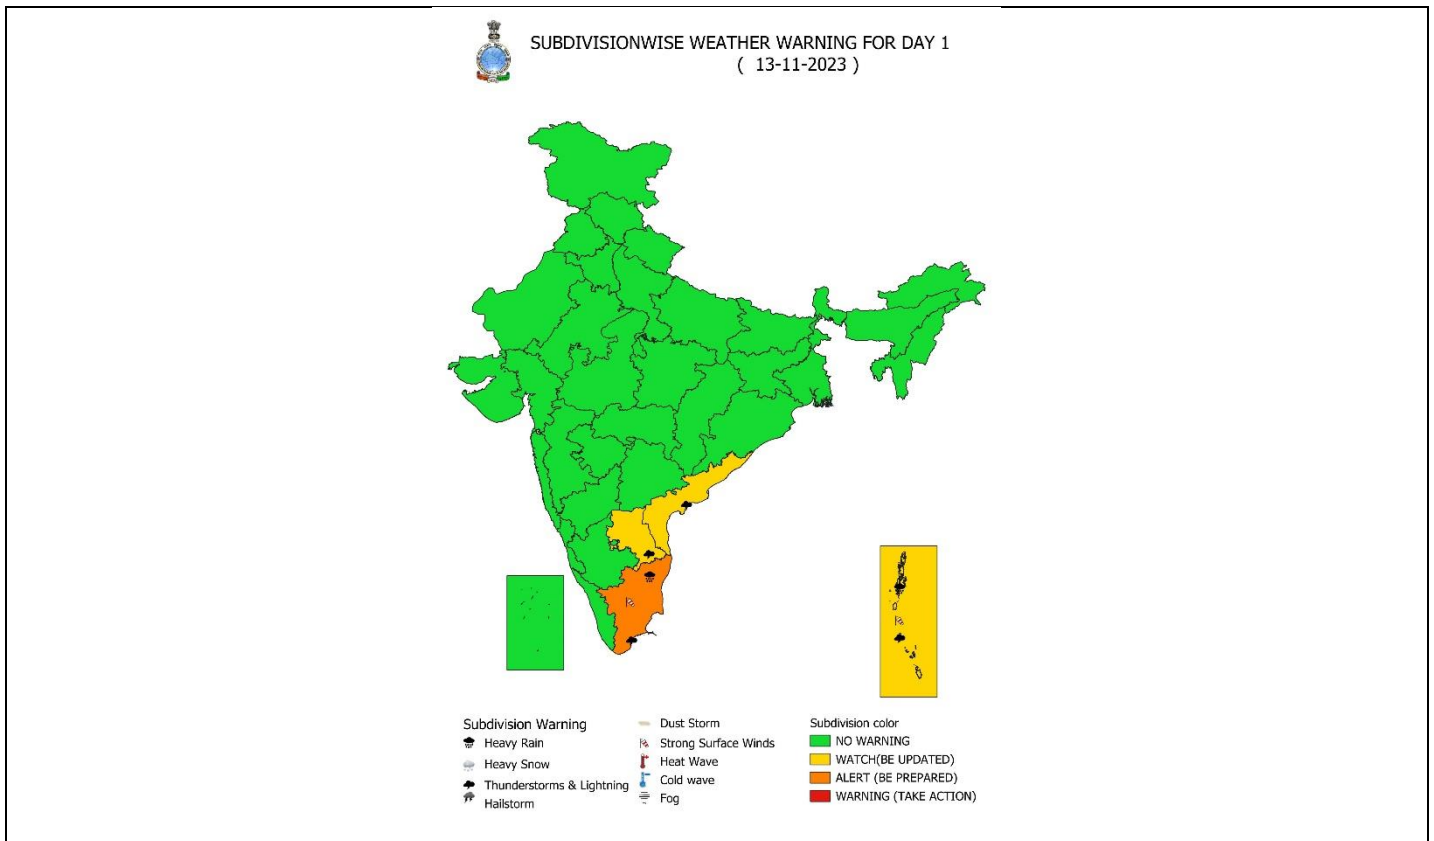 SUBDIVISIONWISE WEATHER WARNING FOR DAY 1
( 13-11-2023 )
Subdivision Warning
Heavy Rain
Heavy Snow
Thunderstorms & Lightning
Hailstorm
Dust Storm
Strong Surface Winds
Heat Wave
Cold wave
Fog
Subdivision color
NO WARNING
WATCH(BE UPDATED)
ALERT (BE PREPARED)
WARNING (TAKE ACTION)